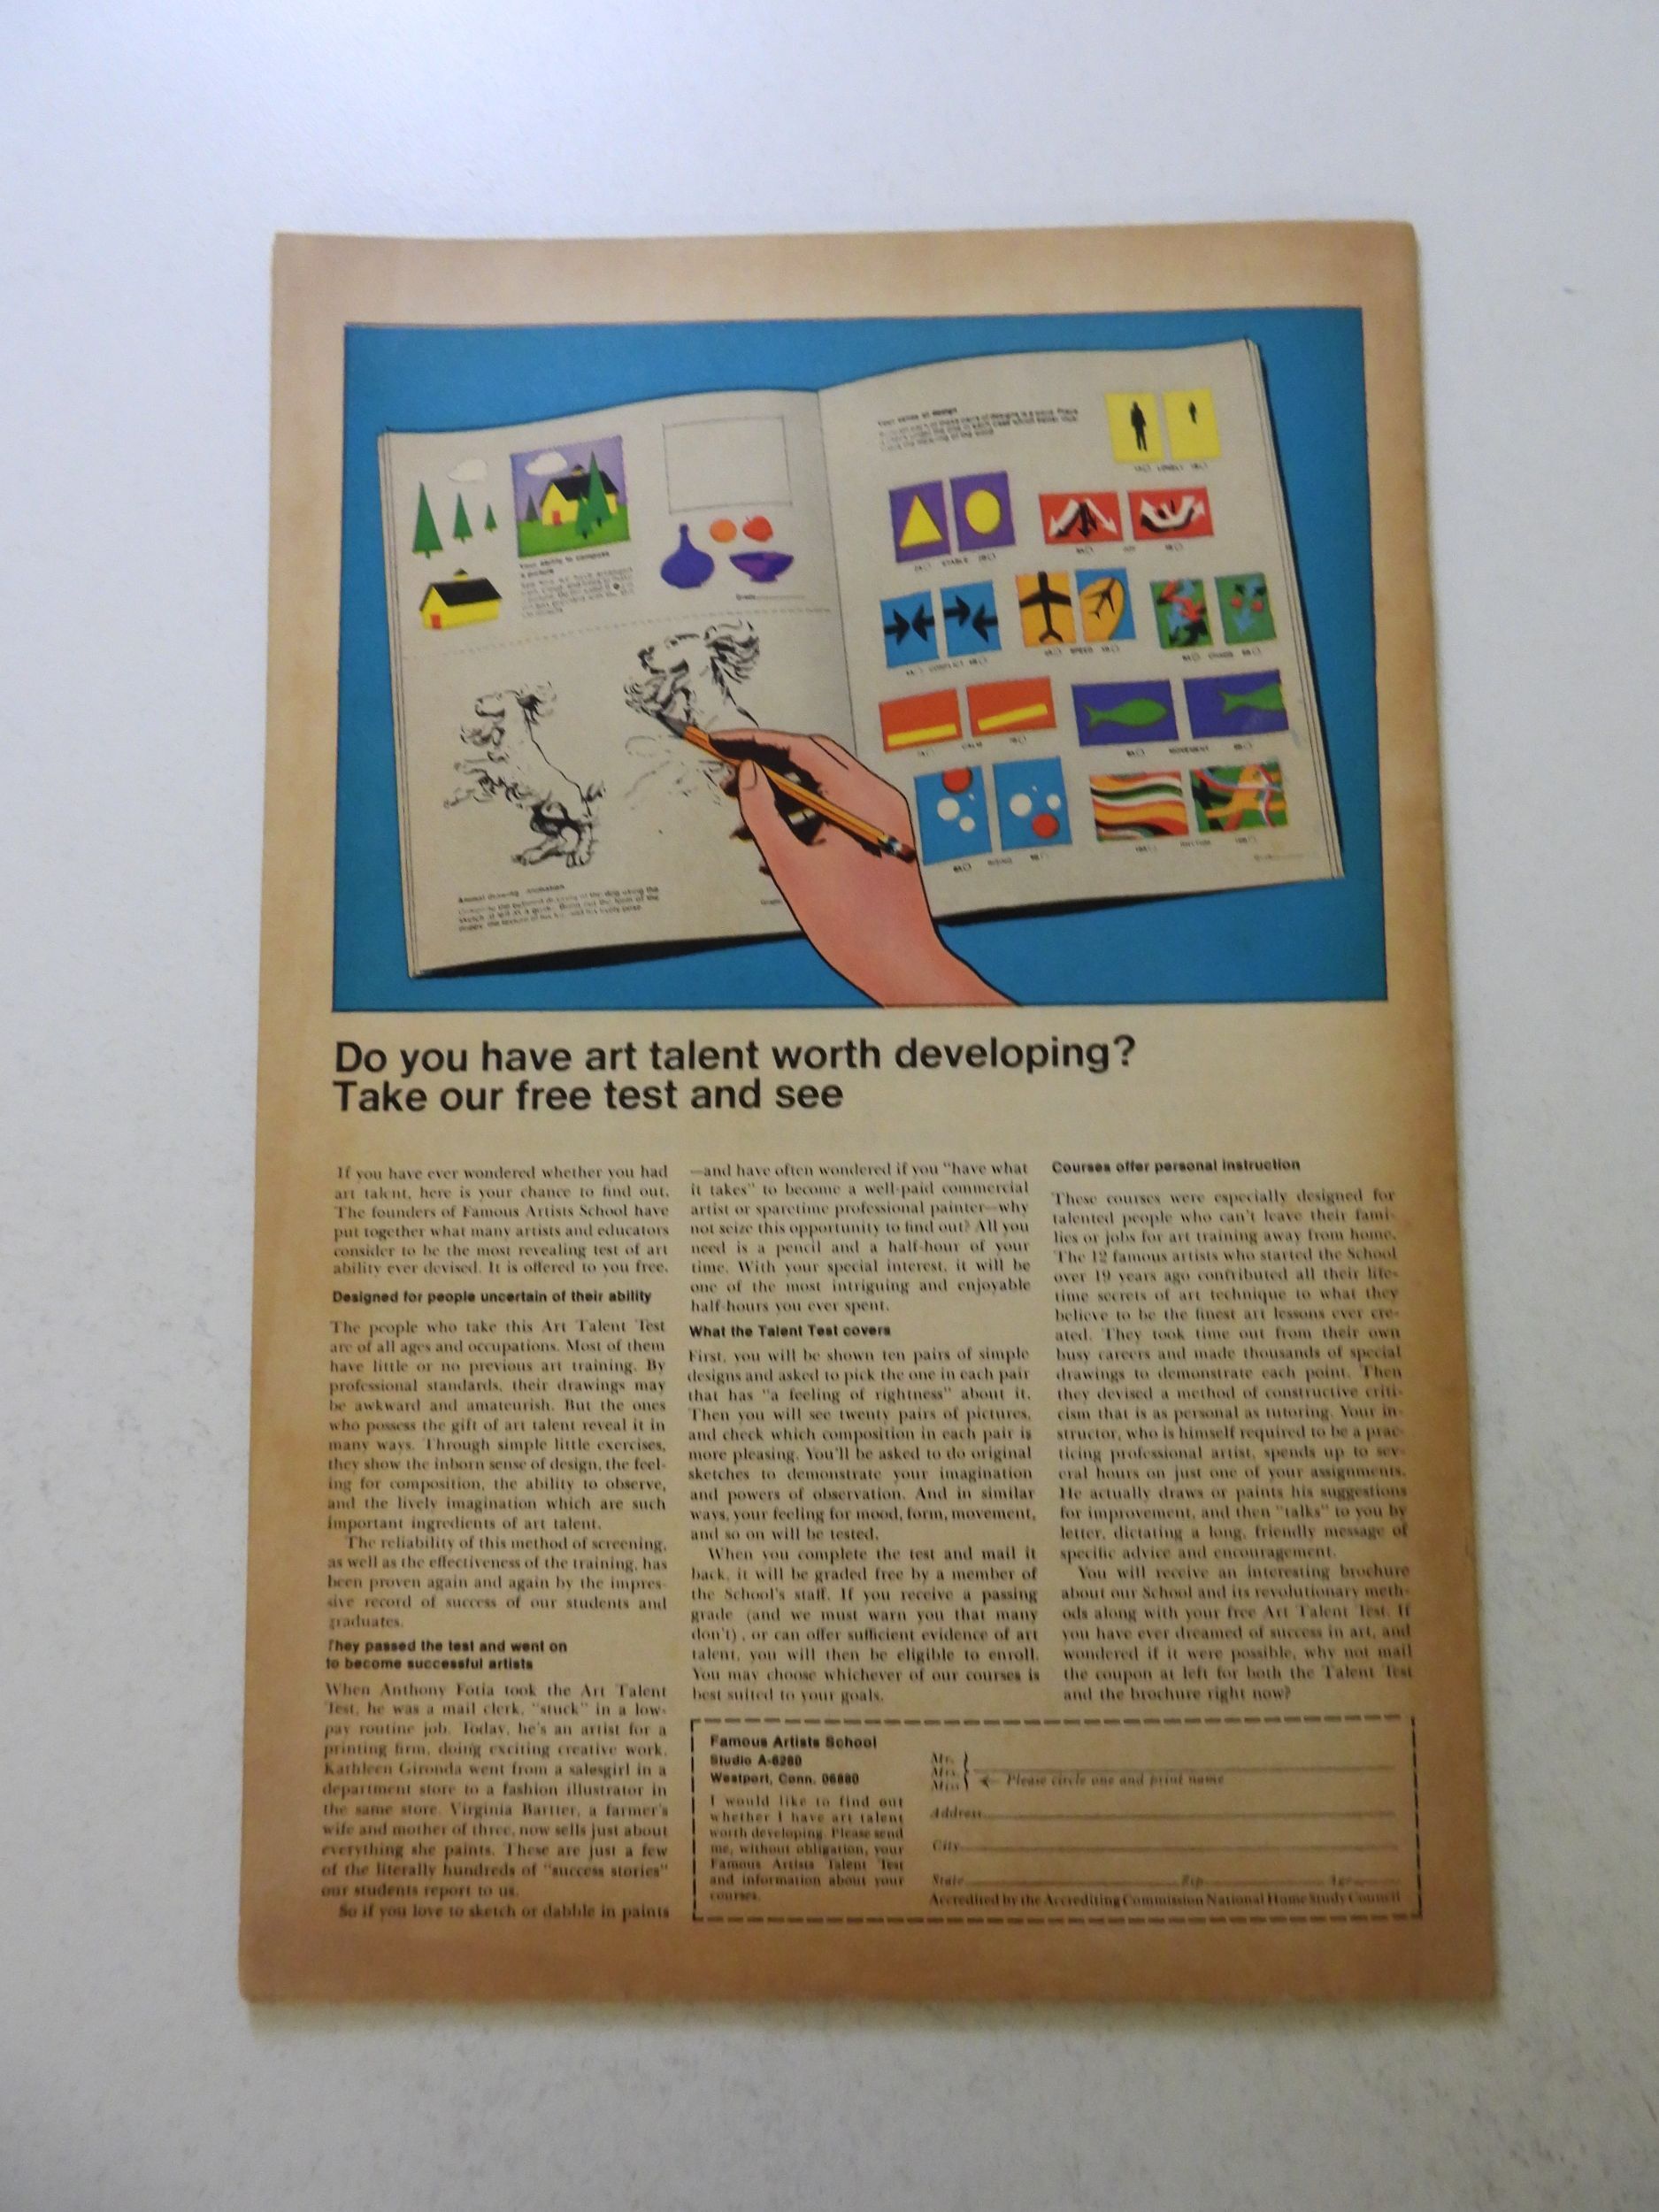 Your ability to compose
a picture
Your sense of design
LONELY
STABLE
JOY
CONFLICT
SPEED
CHAOS
CALM
MOVEMENT
RISING
RHYTHM
Animal Drawing
Animation
Do you have art talent worth developing?
Take our free test and see
If you have ever wondered whether you had
art talent, here is your chance to find out.
The founders of Famous Artists School have
put together what many artists and educators
consider to be the most revealing test of art
ability ever devised. It is offered to you free.
Designed for people uncertain of their ability
The people who take this Art Talent Test
are of all ages and occupations. Most of them
have little or no previous art training. By
professional standards, their drawings may
be awkward and amateurish. But the ones
who possess the gift of art talent reveal it in
many ways. Through simple little exercises,
they show the inborn sense of design, the feel-
ing for composition, the ability to observe,
and the lively imagination which are such
important ingredients of art talent.
The reliability of this method of screening,
as well as the effectiveness of the training, has
been proven again and again by the impres-
sive record of success of our students and
graduates.
They passed the test and went on
to become successful artists
When Anthony Fotia took the Art Talent
Test, he was a mail clerk, "stuck" in a low-
pay routine job. Today, he's an artist for a
printing firm, doing exciting creative work.
Kathleen Gironda went from a salesgirl in a
department store to a fashion illustrator in
the same store. Virginia Bartter, a farmer's
wife and mother of three, now sells just about
everything she paints. These are just a few
of the literally hundreds of "success stories"
our students report to us.
So if you love to sketch or dabble in paints
—and have often wondered if you "have what
it takes" to become a well-paid commercial
artist or sparetime professional painter—why
not seize this opportunity to find out? All you
need is a pencil and a half-hour of your
time. With your special interest, it will be
one of the most intriguing and enjoyable
half-hours you ever spent.
What the Talent Test covers
First, you will be shown ten pairs of simple
designs and asked to pick the one in each pair
that has "a feeling of rightness" about it.
Then you will see twenty pairs of pictures,
and check which composition in each pair is
more pleasing. You'll be asked to do original
sketches to demonstrate your imagination
and powers of observation. And in similar
ways, your feeling for mood, form, movement,
and so on will be tested.
When you complete the test and mail it
back, it will be graded free by a member of
the School's staff. If you receive a passing
grade (and we must warn you that many
don't), or can offer sufficient evidence of art
talent, you will then be eligible to enroll.
You may choose whichever of our courses is
best suited to your goals.
Courses offer personal instruction
These courses were especially designed for
talented people who can't leave their fami-
lies or jobs for art training away from home.
The 12 famous artists who started the School
over 19 years ago contributed all their life-
time secrets of art technique to what they
believe to be the finest art lessons ever cre-
ated. They took time out from their own
busy careers and made thousands of special
drawings to demonstrate each point. Then
they devised a method of constructive criti-
cism that is as personal as tutoring. Your in-
structor, who is himself required to be a prac-
ticing professional artist, spends up to sev-
eral hours on just one of your assignments.
He actually draws or paints his suggestions
for improvement, and then "talks" to you by
letter, dictating a long, friendly message of
specific advice and encouragement.
You will receive an interesting brochure
about our School and its revolutionary meth-
ods along with your free Art Talent Test. If
you have ever dreamed of success in art, and
wondered if it were possible, why not mail
the coupon at left for both the Talent Test
and the brochure right now?
Famous Artists School
Studio A-6260
Westport, Conn. 06880
I would like to find out
whether I have art talent
worth developing. Please send
me, without obligation, your
Famous Artists Talent Test
and information about your
courses.
Mr.
Mrs.
Miss
Please circle one and print name
Address
City
State Zip Age
Accredited by the Accrediting Commission National Home Study Council